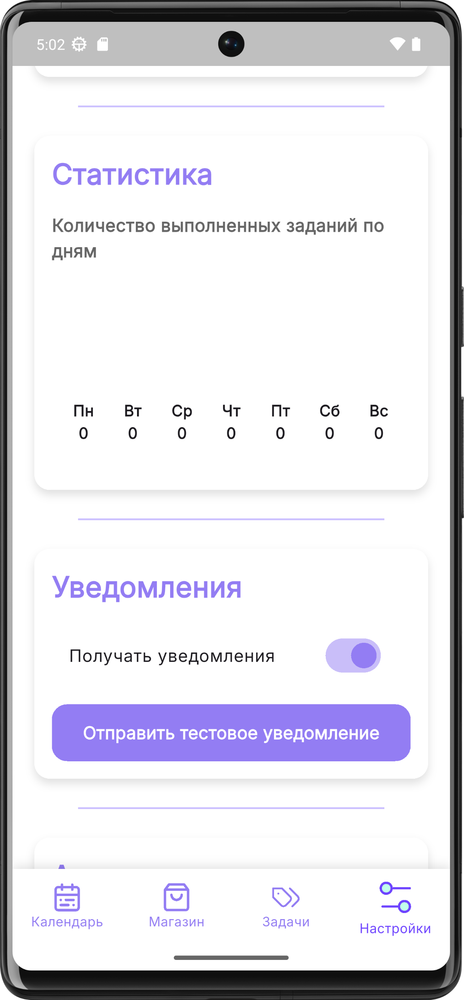 5:02
Статистика
Количество выполненных заданий по
дням
Пн Вт Ср Чт Пт Сб Вс
0 0 0 0 0 0 0
Уведомления
Получать уведомления
Отправить тестовое уведомление
Календарь Магазин Задачи Настройки